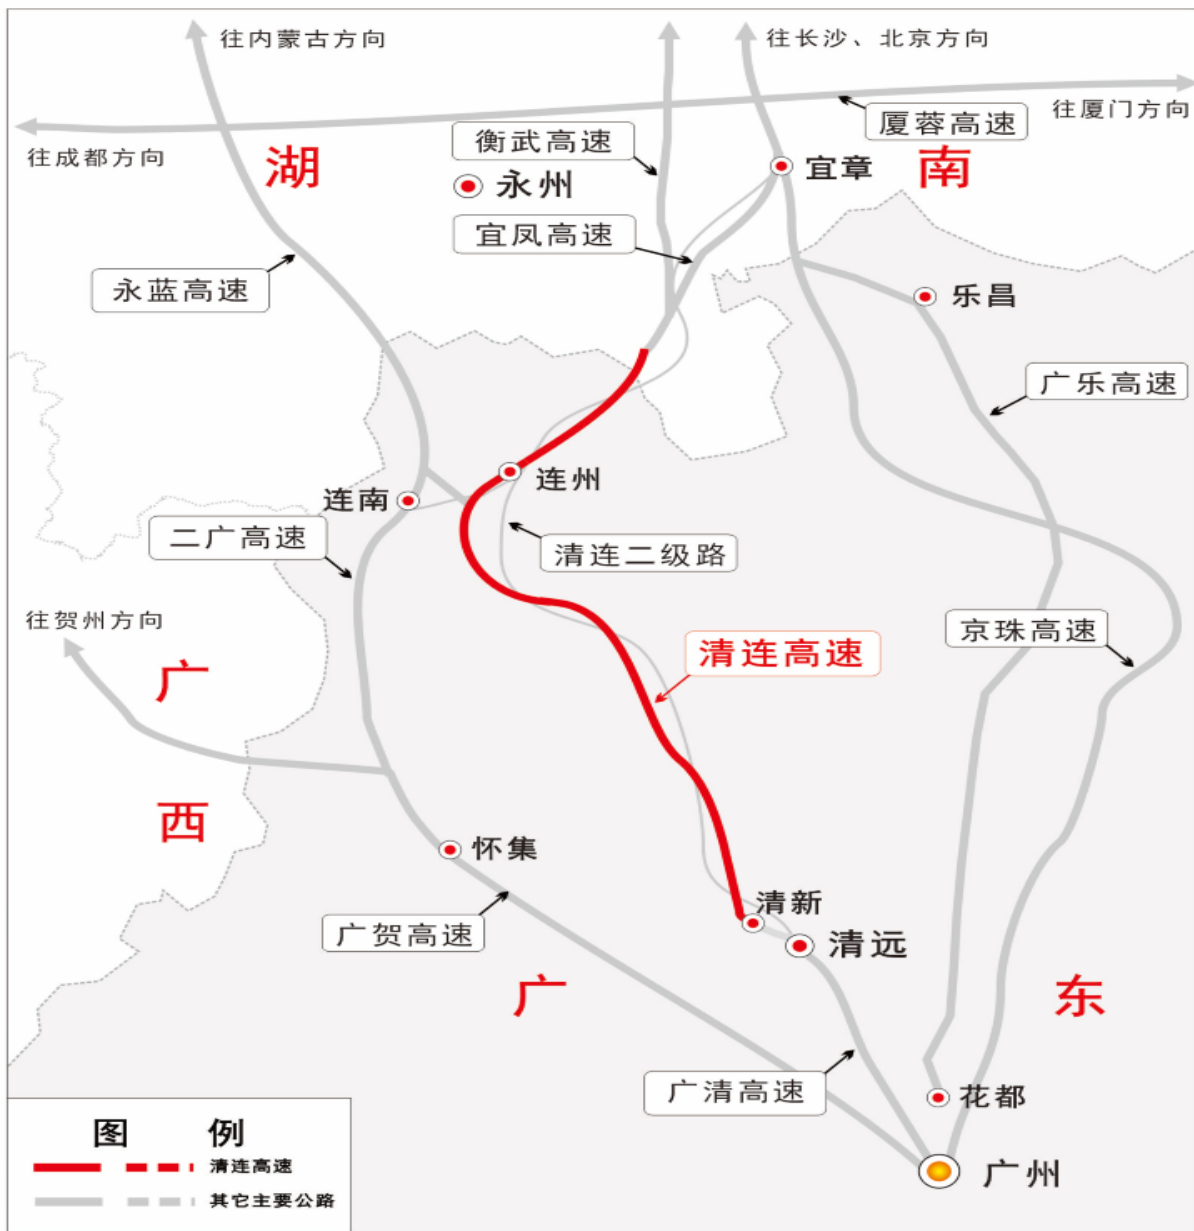 往内蒙古方向
往长沙、北京方向
往厦门方向
厦蓉高速
往成都方向
衡武高速
湖
南
宜章
永州
宜凤高速
永蓝高速
乐昌
广乐高速
连州
连南
二广高速
清连二级路
往贺州方向
京珠高速
清连高速
广
西
怀集
清新
广贺高速
清远
广
东
广清高速
花都
图 例
清连高速
广州
其它主要公路